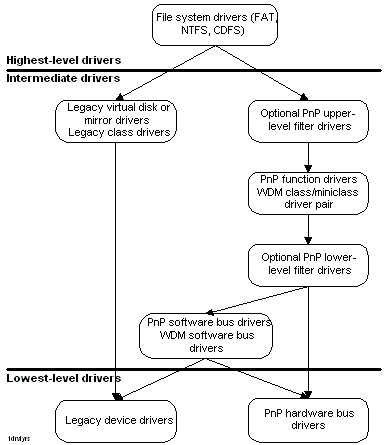 File system drivers (FAT,
NTFS, CDFS)
Highest-level drivers
Intermediate drivers
Legacy virtual disk or
mirror drivers
Legacy class drivers
Optional PnP upper-
level filter drivers
PnP function drivers
WDM class/miniclass
driver pair
Optional PnP lower-
level filter drivers
PnP software bus drivers
WDM software bus
drivers
Lowest-level drivers
Legacy device drivers
PnP hardware bus
drivers